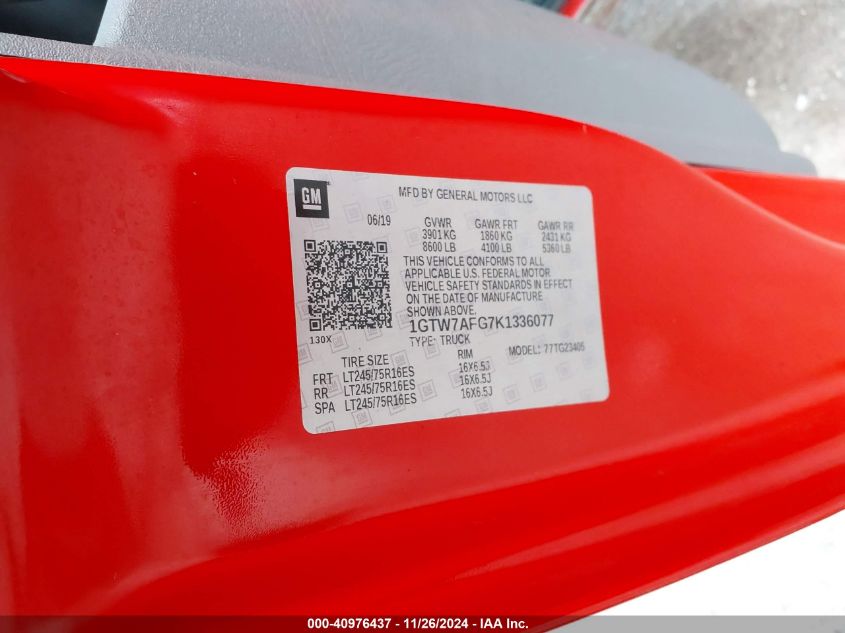 GM
MFD BY GENERAL MOTORS LLC
06/19 GVWR GAWR FRT GAWR RR
3901 KG 1860 KG 2431 KG
8600 LB 4100 LB 5360 LB
THIS VEHICLE CONFORMS TO ALL
APPLICABLE U.S. FEDERAL MOTOR
VEHICLE SAFETY STANDARDS IN EFFECT
ON THE DATE OF MANUFACTURE
SHOWN ABOVE.
1GTW7AFG7K1336077
130X TYPE: TRUCK MODEL: 77TG23405
TIRE SIZE RIM
FRT LT245/75R16ES 16X6.5J
RR LT245/75R16ES 16X6.5J
SPA LT245/75R16ES 16X6.5J
000-40976437 - 11/26/2024 - IAA Inc.